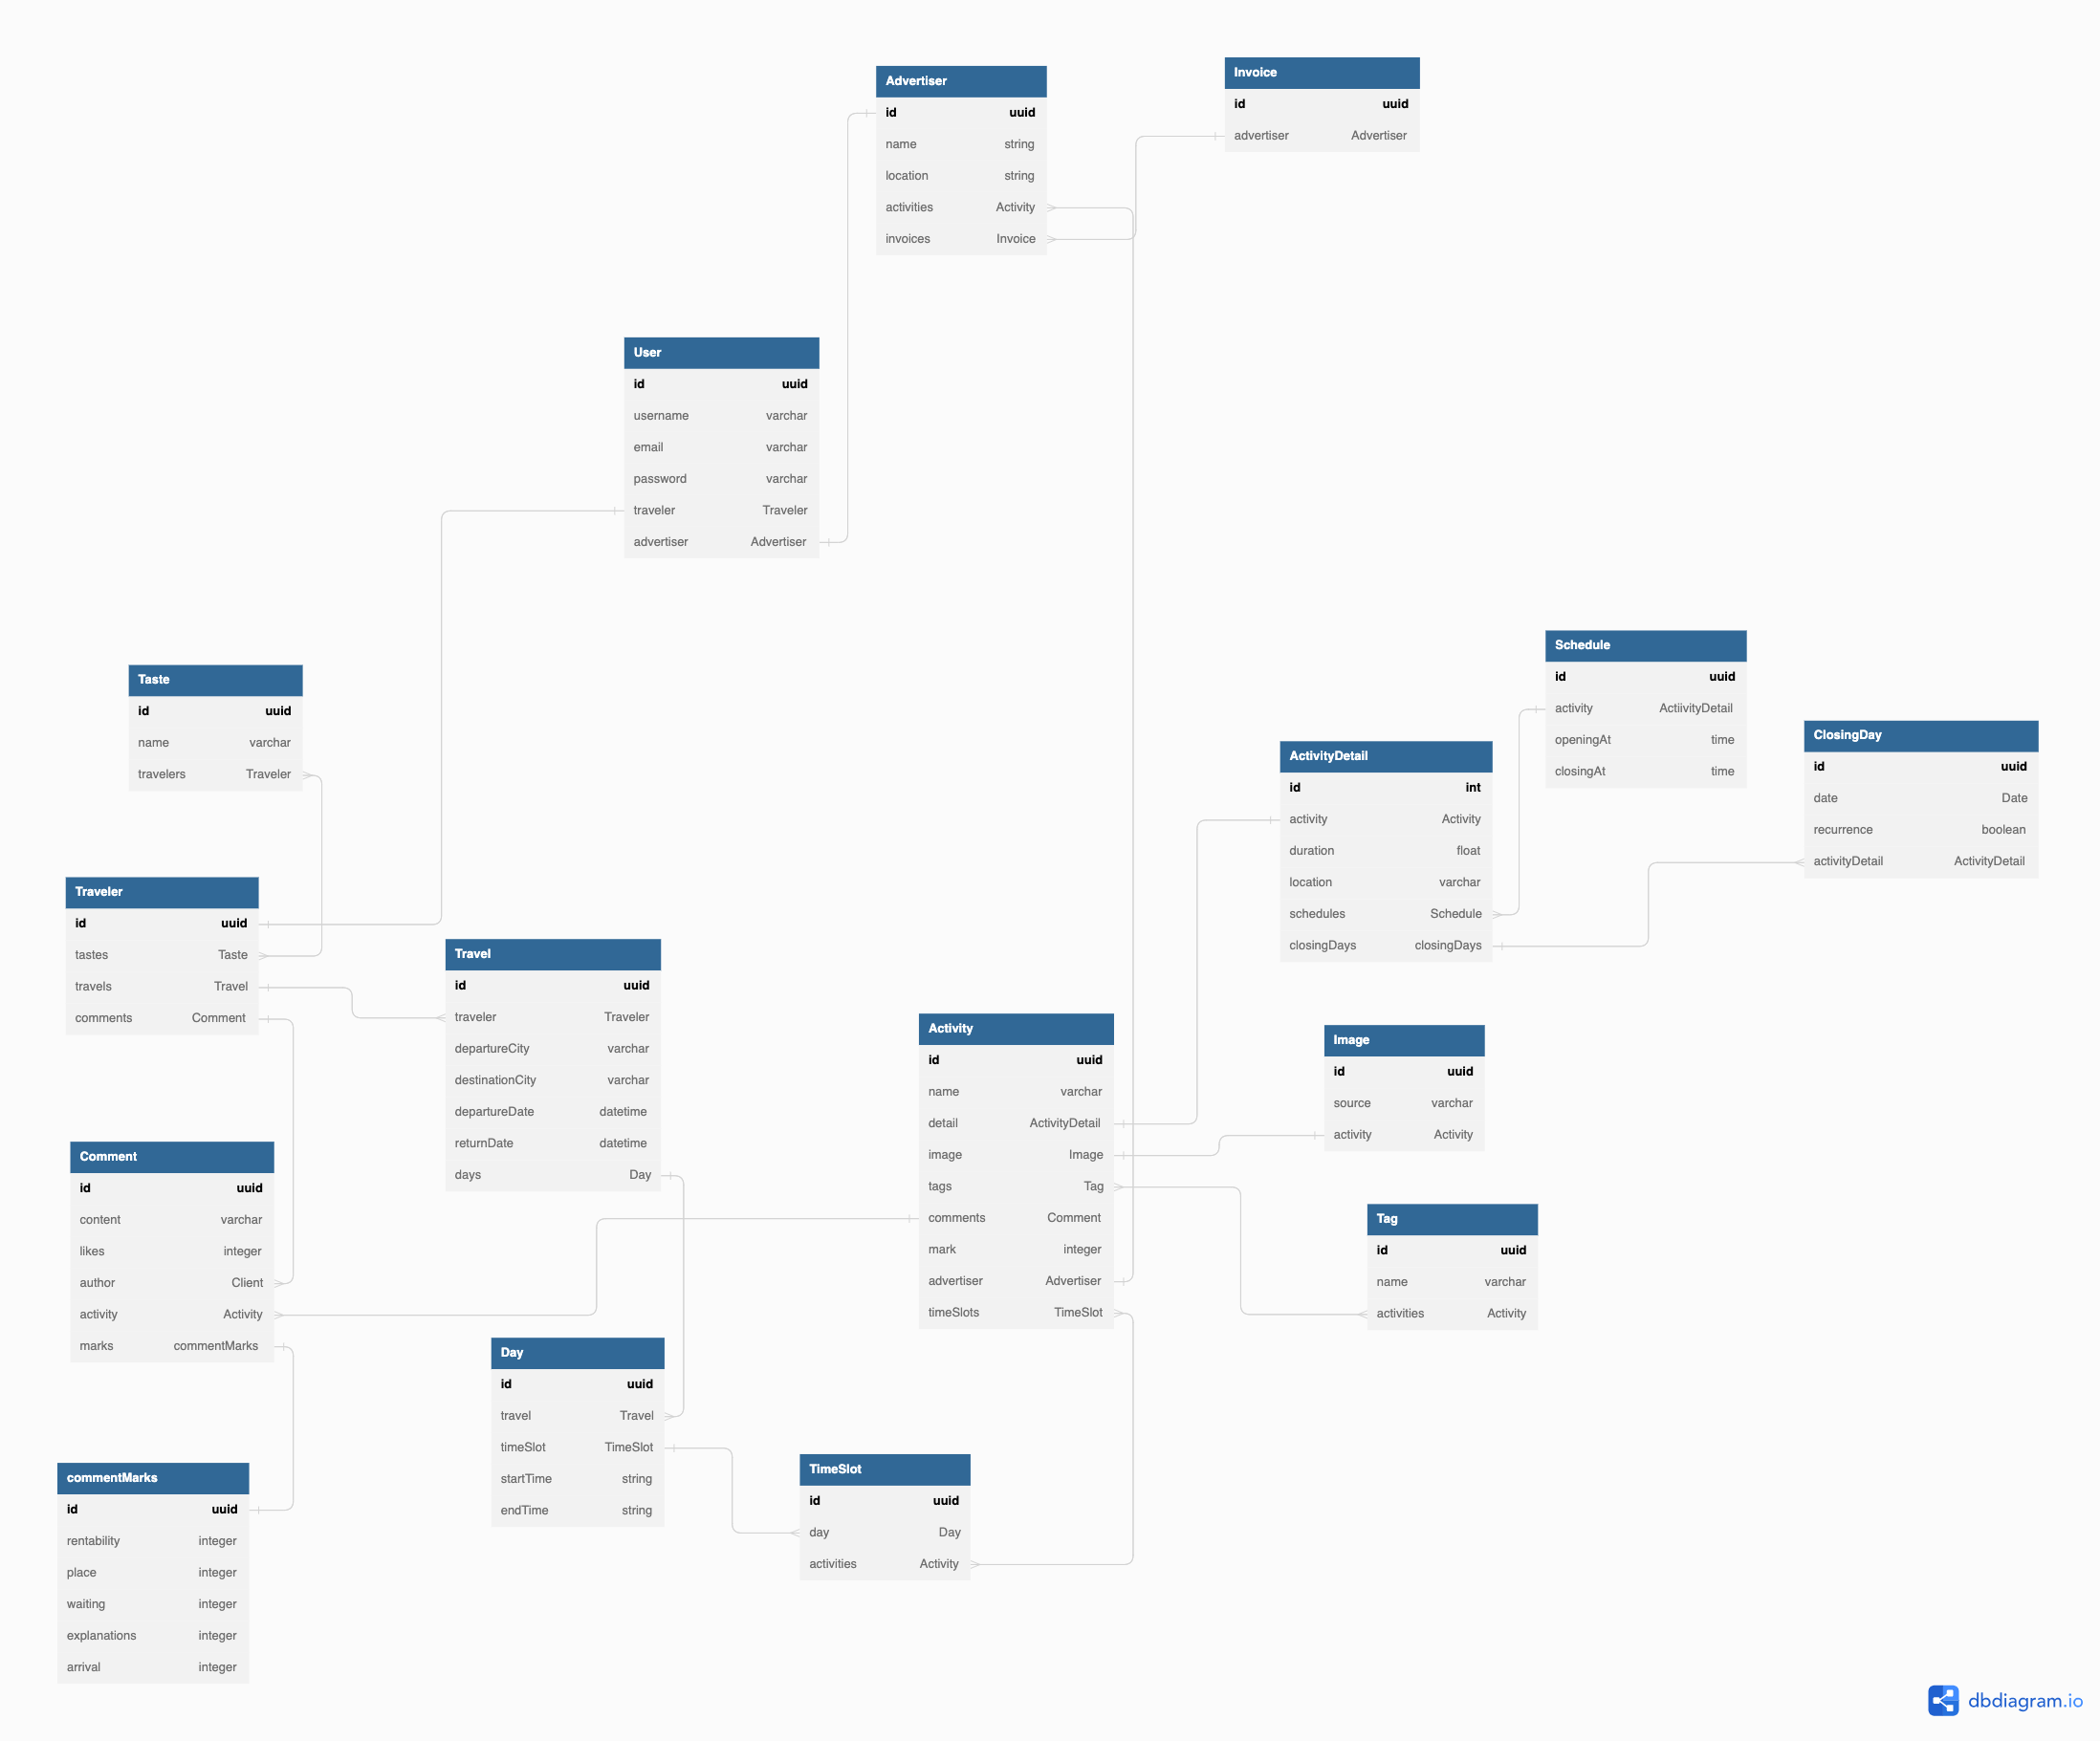 Advertiser
id uuid
name string
location string
activities Activity
invoices Invoice
Invoice
id uuid
advertiser Advertiser
User
id uuid
username varchar
email varchar
password varchar
traveler Traveler
advertiser Advertiser
Taste
id uuid
name varchar
travelers Traveler
Schedule
id uuid
activity ActiivityDetail
openingAt time
closingAt time
ClosingDay
id uuid
date Date
recurrence boolean
activityDetail ActivityDetail
ActivityDetail
id int
activity Activity
duration float
location varchar
schedules Schedule
closingDays closingDays
Traveler
id uuid
tastes Taste
travels Travel
comments Comment
Travel
id uuid
traveler Traveler
departureCity varchar
destinationCity varchar
departureDate datetime
returnDate datetime
days Day
Activity
id uuid
name varchar
detail ActivityDetail
image Image
tags Tag
comments Comment
mark integer
advertiser Advertiser
timeSlots TimeSlot
Image
id uuid
source varchar
activity Activity
Comment
id uuid
content varchar
likes integer
author Client
activity Activity
marks commentMarks
Tag
id uuid
name varchar
activities Activity
Day
id uuid
travel Travel
timeSlot TimeSlot
startTime string
endTime string
TimeSlot
id uuid
day Day
activities Activity
commentMarks
id uuid
rentability integer
place integer
waiting integer
explanations integer
arrival integer
dbdiagram.io